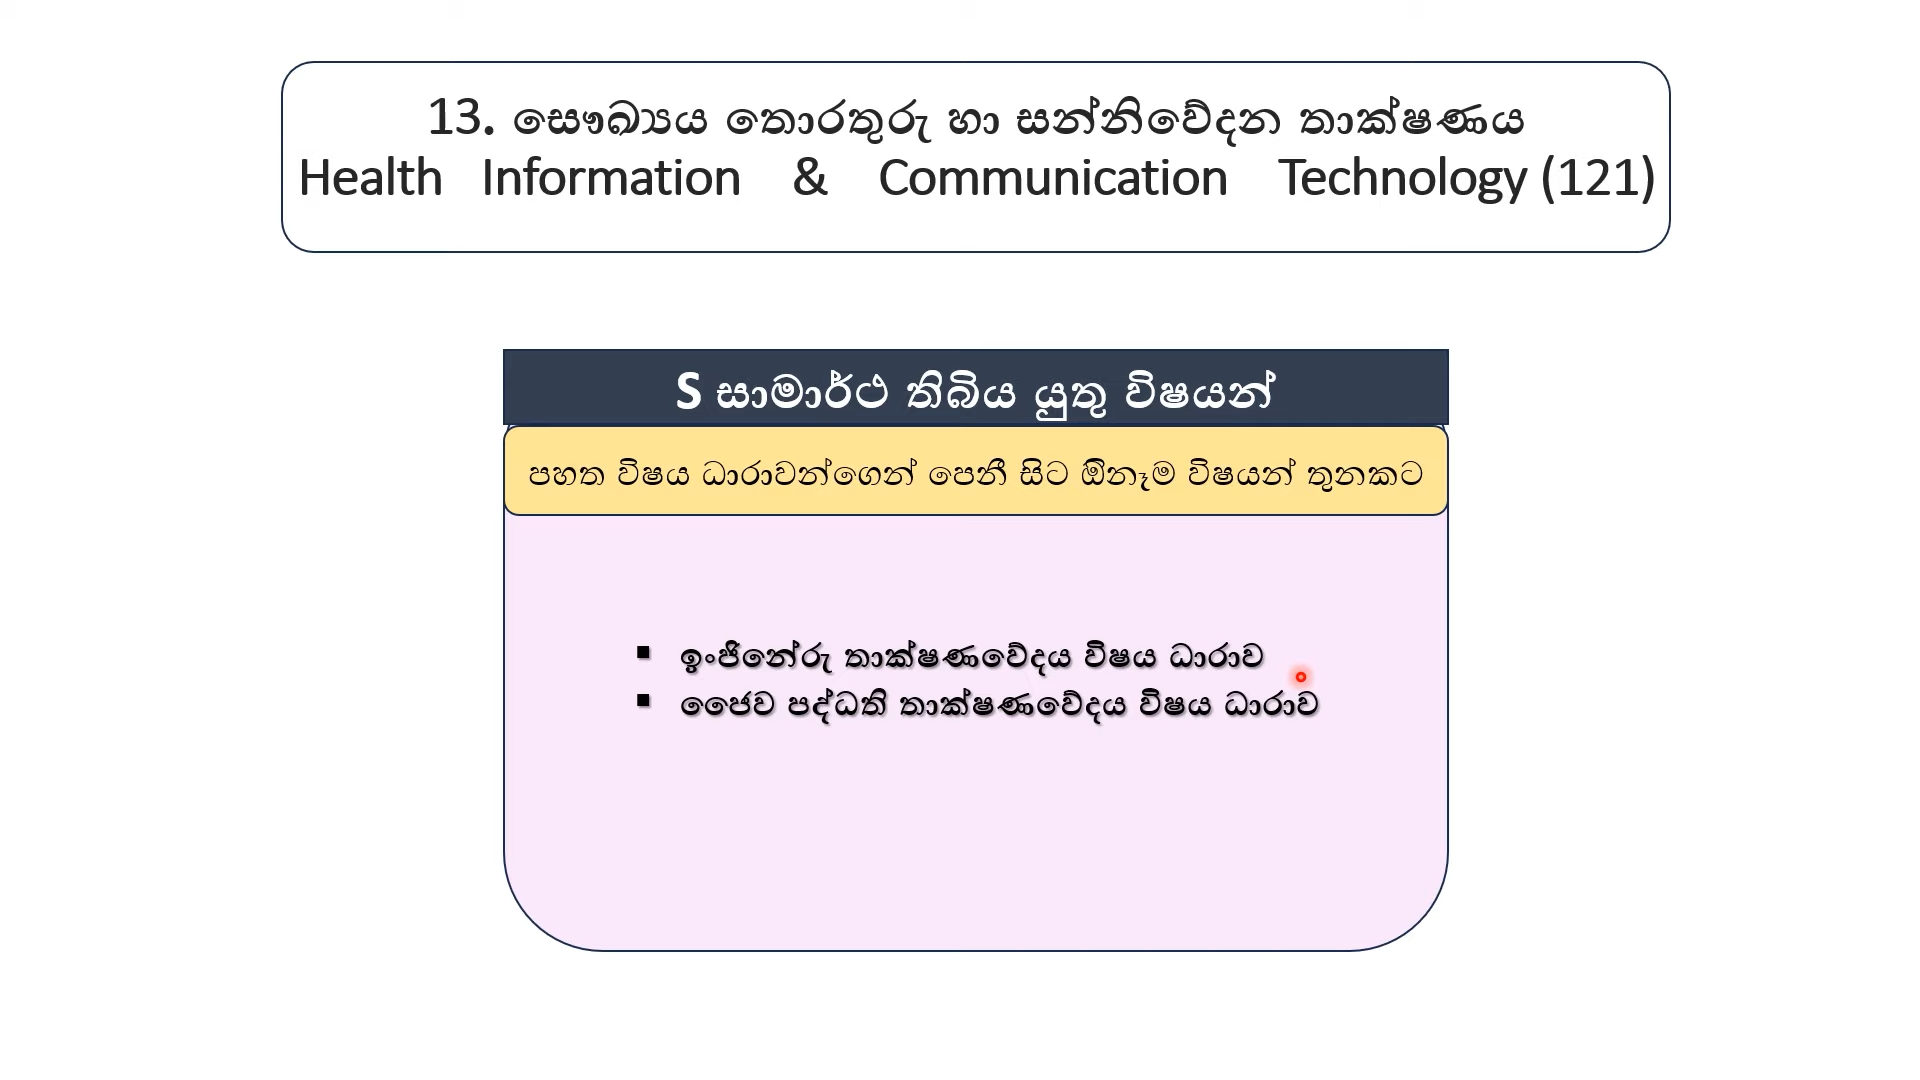 13. සෞඛ්‍යය තොරතුරු හා සන්නිවේදන තාක්ෂණය
Health Information & Communication Technology (121)
S සාමාර්ථ තිබිය යුතු විෂයන්
පහත විෂය ධාරාවන්ගෙන් පෙනී සිට ඕනෑම විෂයන් තුනකට
▪ ඉංජිනේරු තාක්ෂණවේදය විෂය ධාරාව
▪ ජෛව පද්ධති තාක්ෂණවේදය විෂය ධාරාව